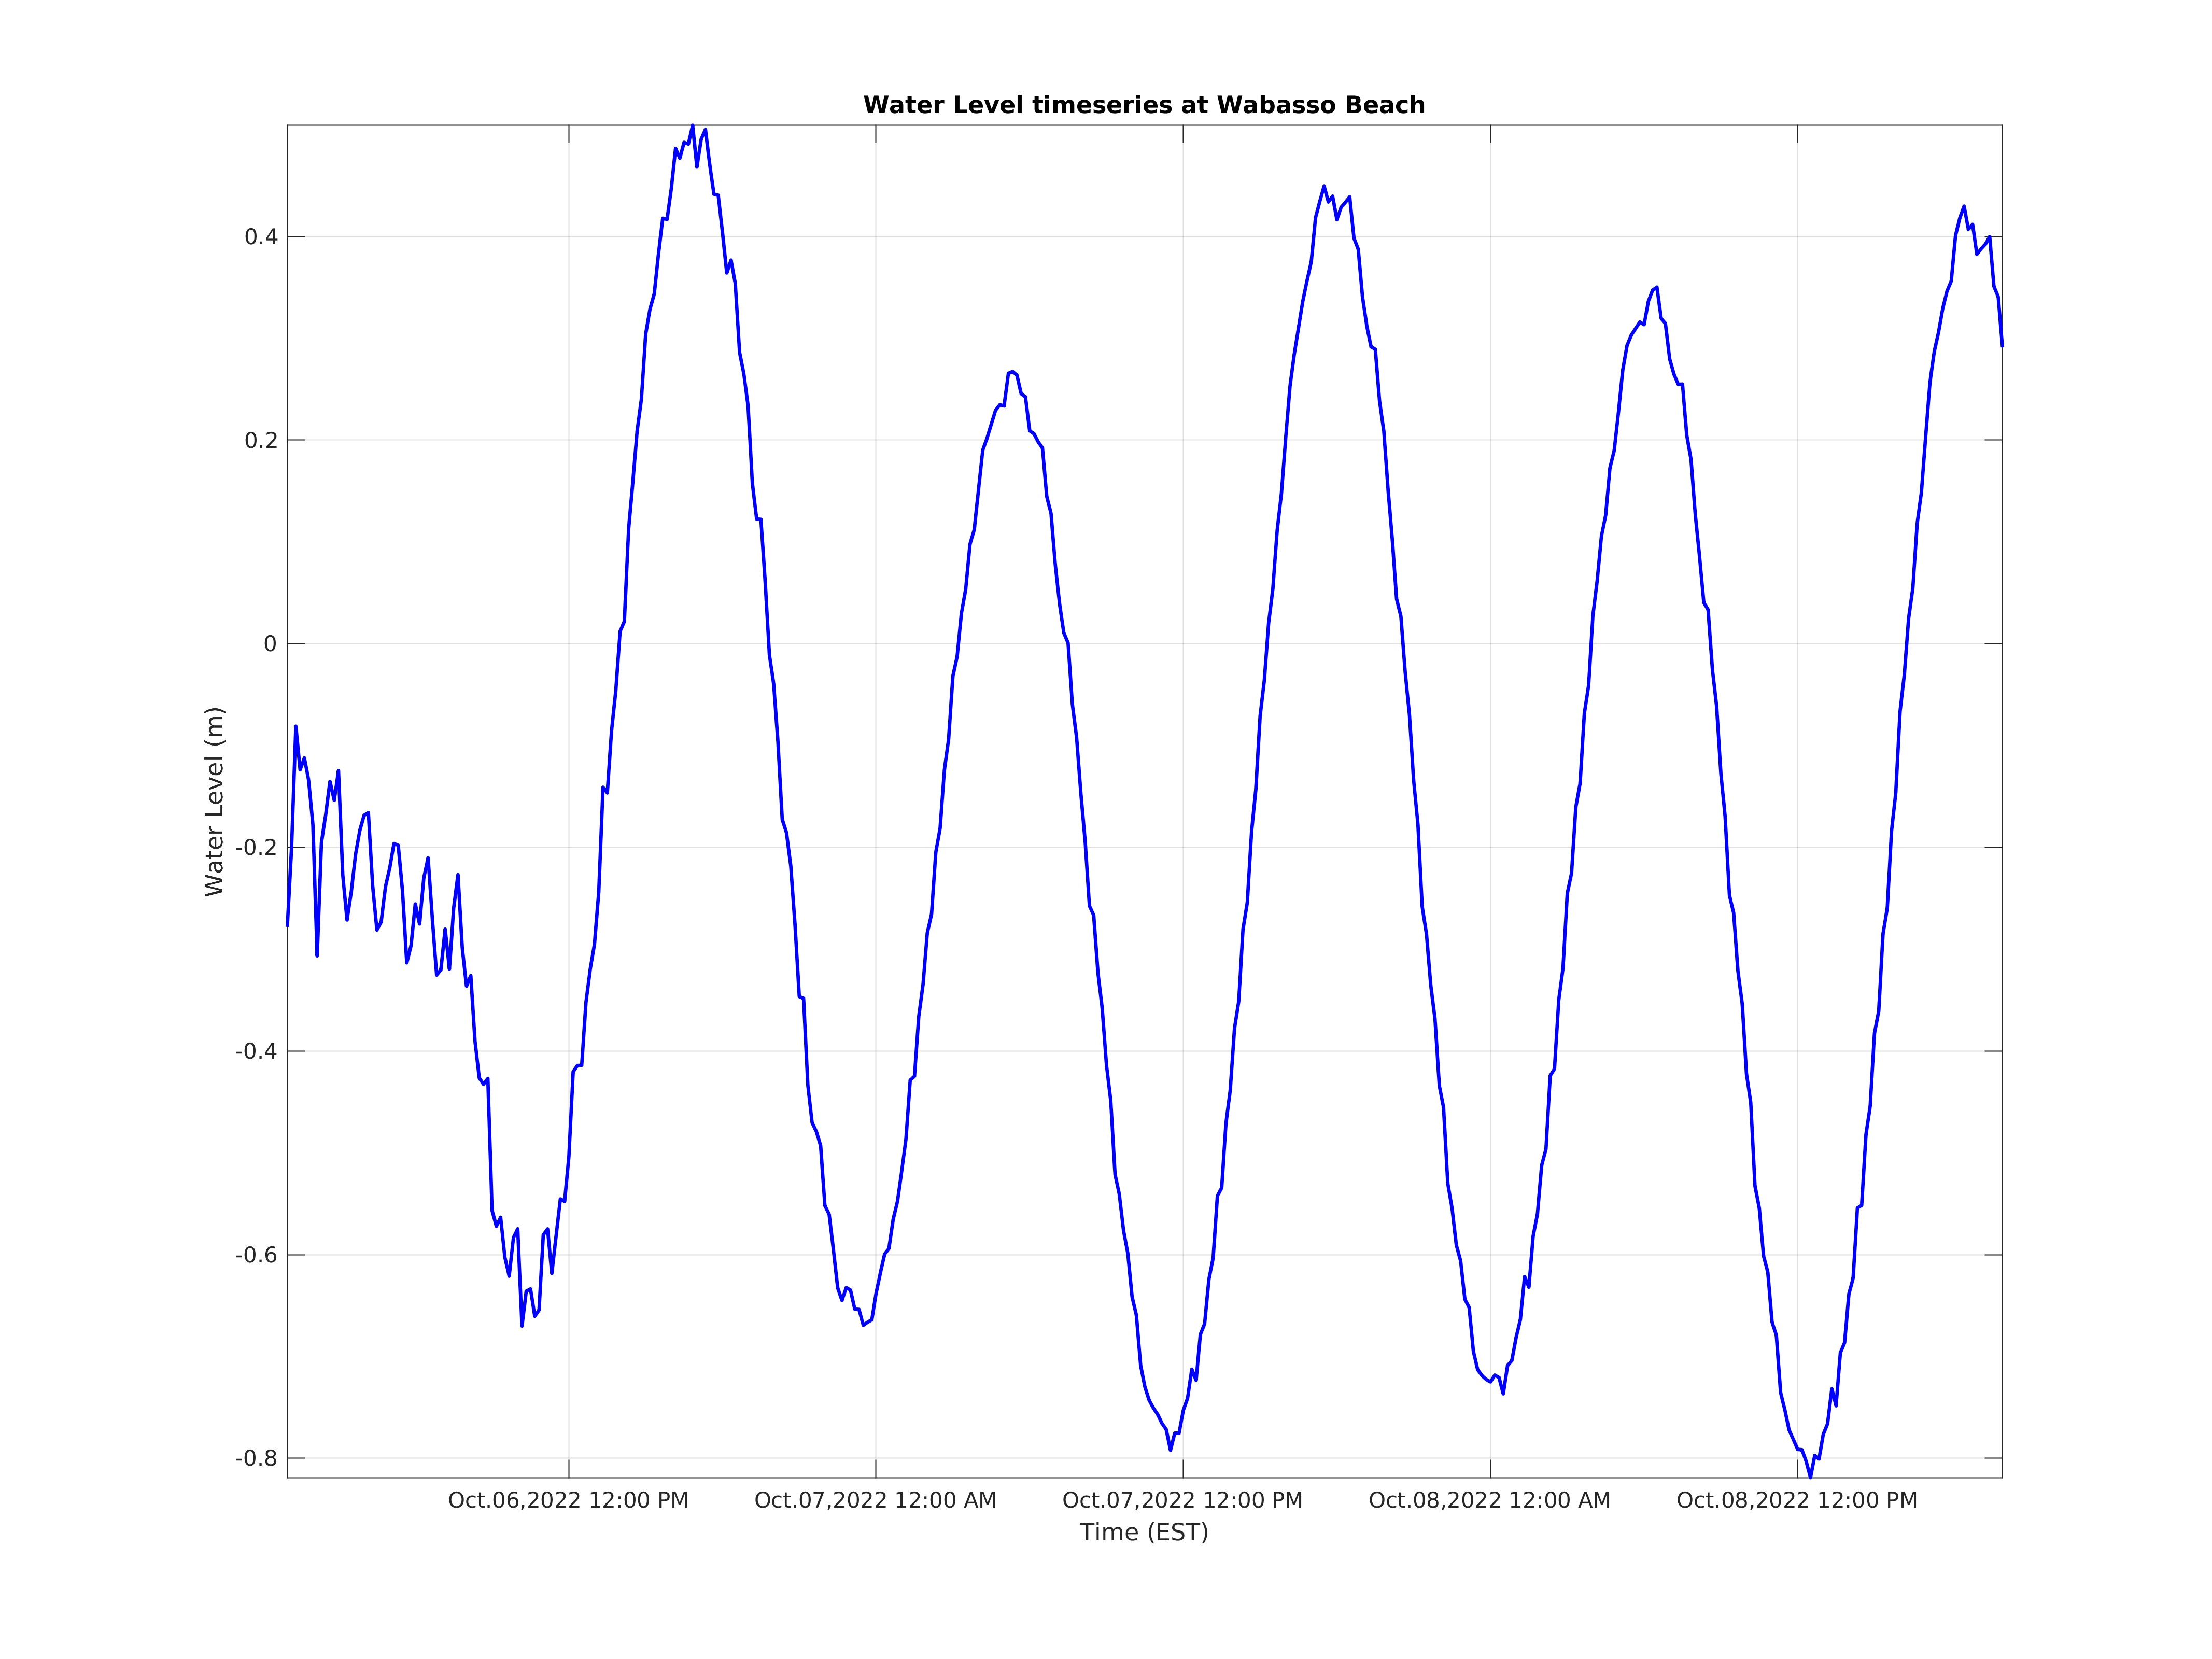 Water Level timeseries at Wabasso Beach
0.4
0.2
0
-0.2
-0.4
-0.6
-0.8
Water Level (m)
Oct.06,2022 12:00 PM
Oct.07,2022 12:00 AM
Oct.07,2022 12:00 PM
Oct.08,2022 12:00 AM
Oct.08,2022 12:00 PM
Time (EST)